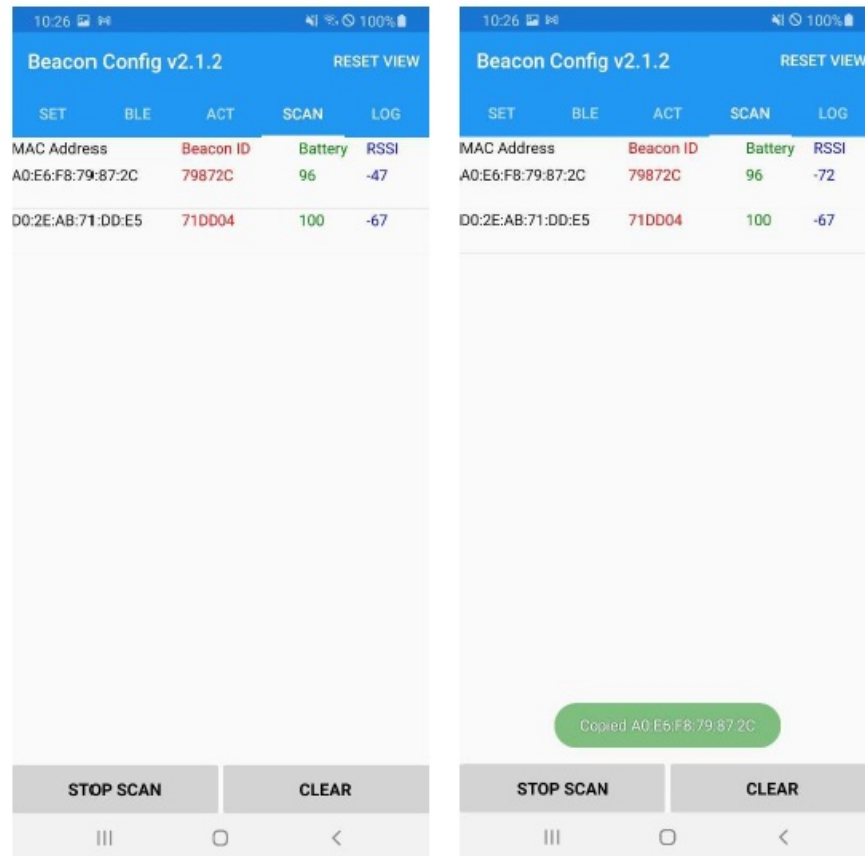 10:26
100%
Beacon Config v2.1.2
RESET VIEW
SET BLE ACT SCAN LOG
MAC Address Beacon ID Battery RSSI
A0:E6:F8:79:87:2C 79872C 96 -47
D0:2E:AB:71:DD:E5 71DD04 100 -67
STOP SCAN CLEAR
10:26
100%
Beacon Config v2.1.2
RESET VIEW
SET BLE ACT SCAN LOG
MAC Address Beacon ID Battery RSSI
A0:E6:F8:79:87:2C 79872C 96 -72
D0:2E:AB:71:DD:E5 71DD04 100 -67
Copied A0:E6:F8:79:87:2C
STOP SCAN CLEAR